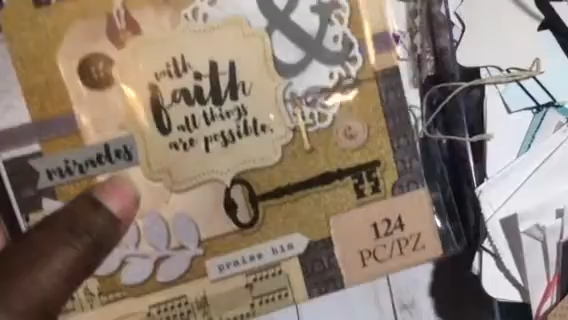 &
with
faith
all things
are possible.
miracles
praise him
124
PC/PZ